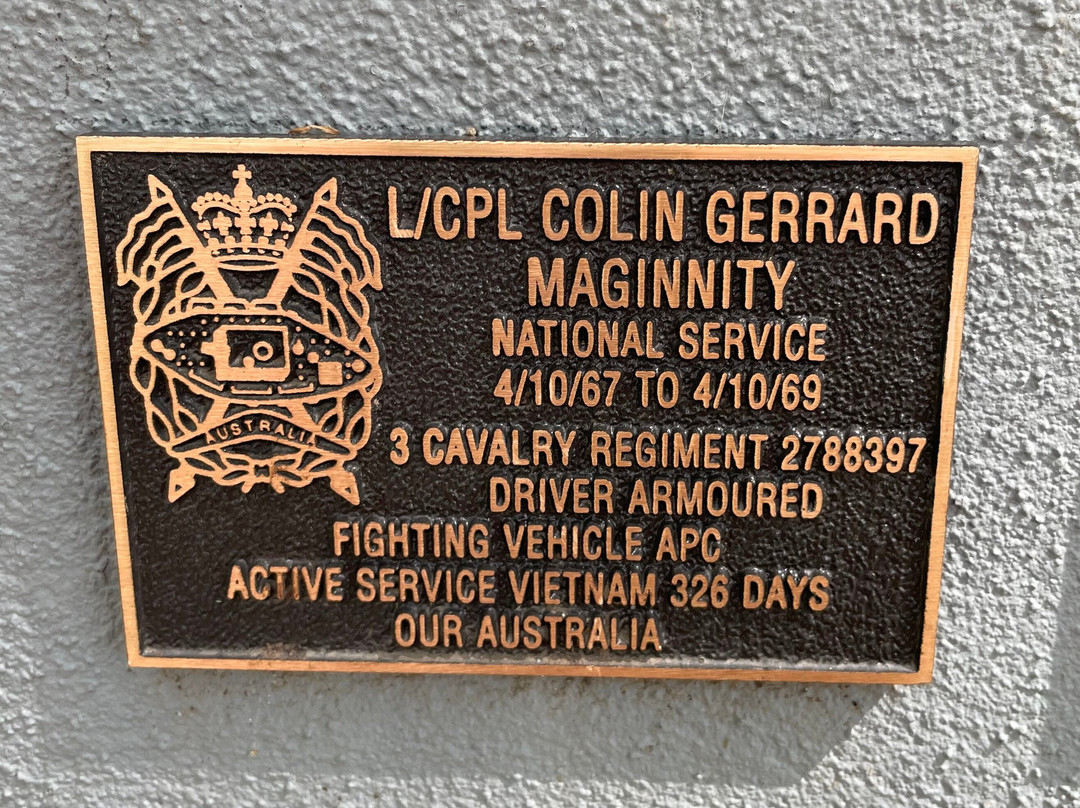 L/CPL COLIN GERRARD
MAGINNITY
NATIONAL SERVICE
4/10/67 TO 4/10/69
3 CAVALRY REGIMENT 2788397
AUSTRALIA
DRIVER ARMOURED
FIGHTING VEHICLE APC
ACTIVE SERVICE VIETNAM 326 DAYS
OUR AUSTRALIA